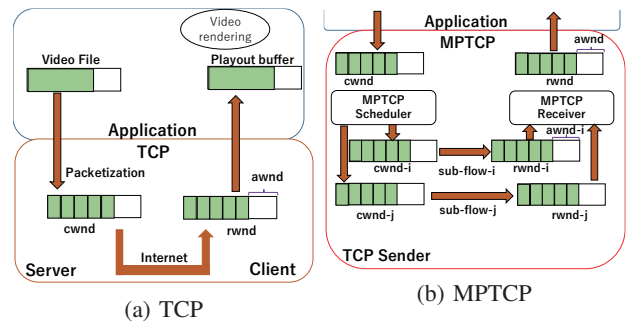 Video
rendering
Video File
Playout buffer
Application
TCP
Packetization
awnd
cwnd
rwnd
Internet
Server
Client
(a) TCP
Application
MPTCP
awnd
cwnd
rwnd
MPTCP
Scheduler
MPTCP
Receiver
awnd-i
cwnd-i
sub-flow-i
rwnd-i
cwnd-j
sub-flow-j
rwnd-j
TCP Sender
(b) MPTCP